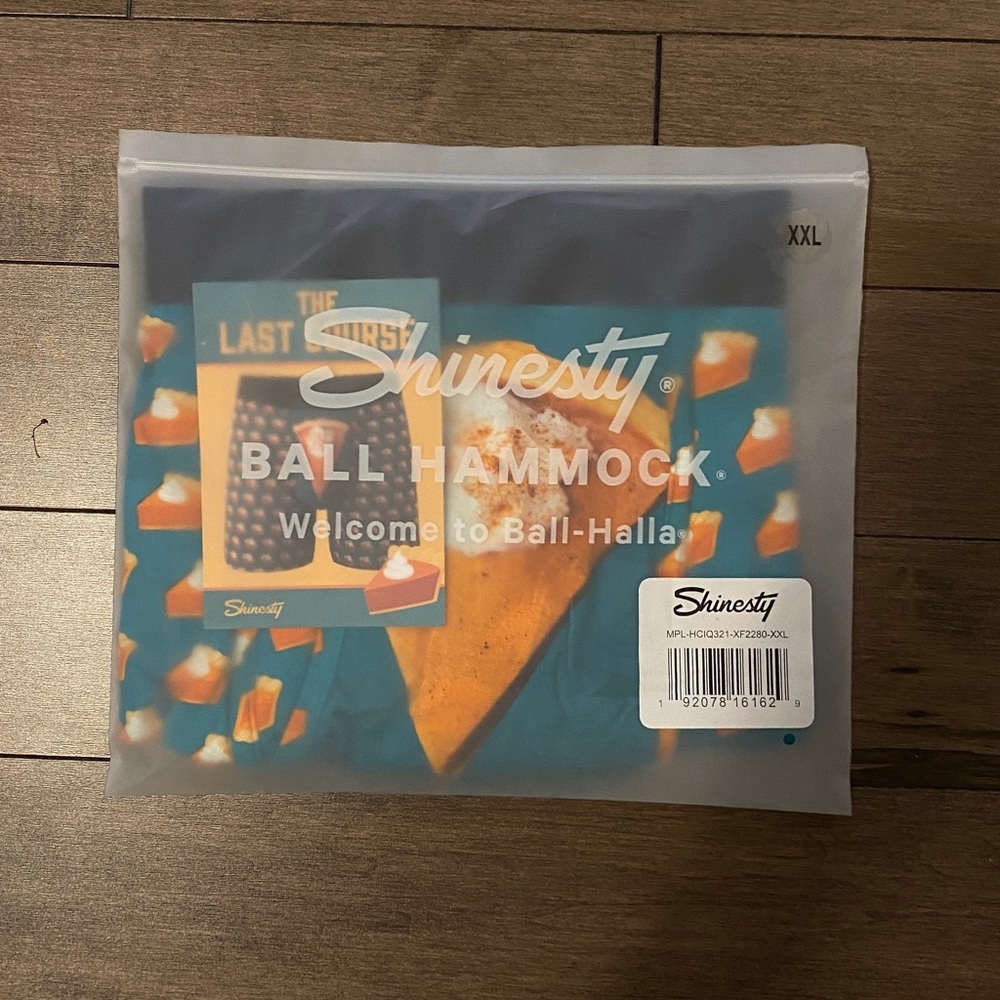 XXL
THE
LAST COURSE
Shinesty®
BALL HAMMOCK®
Welcome to Ball-Halla®
Shinesty
Shinesty
MPL-HCIQ321-XF2280-XXL
1 92078 16162 9